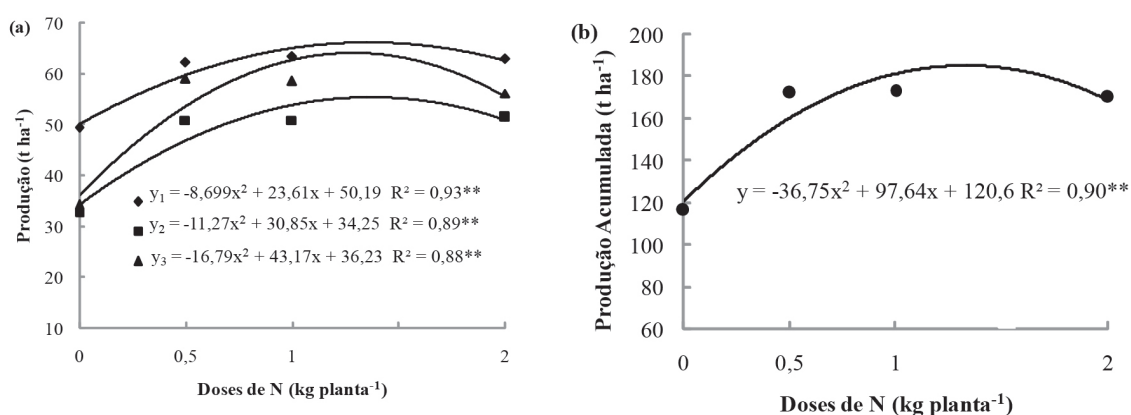 (a)
Produção (t ha-1)
70
60
50
40
30
20
10
y1 = -8,699x² + 23,61x + 50,19 R² = 0,93**
y2 = -11,27x² + 30,85x + 34,25 R² = 0,89**
y3 = -16,79x² + 43,17x + 36,23 R² = 0,88**
0 0,5 1 2
Doses de N (kg planta-1)
(b)
Produção Acumulada (t ha-1)
200
180
160
140
120
100
80
60
y = -36,75x² + 97,64x + 120,6 R² = 0,90**
0 0,5 1 2
Doses de N (kg planta-1)